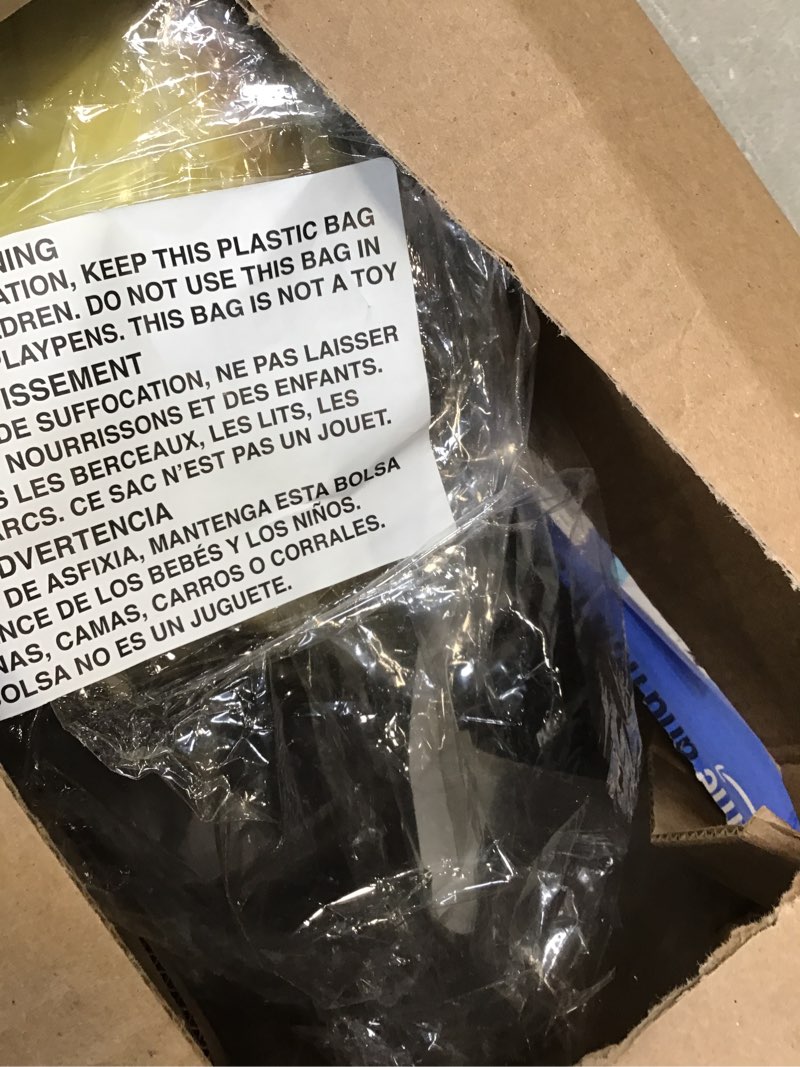 NING
ATION, KEEP THIS PLASTIC BAG
DREN. DO NOT USE THIS BAG IN
PLAYPENS. THIS BAG IS NOT A TOY
ISSEMENT
DE SUFFOCATION, NE PAS LAISSER
NOURRISSONS ET DES ENFANTS.
S LES BERCEAUX, LES LITS, LES
ARCS. CE SAC N'EST PAS UN JOUET.
DVERTENCIA
DE ASFIXIA, MANTENGA ESTA BOLSA
NCE DE LOS BEBÉS Y LOS NIÑOS.
NAS, CAMAS, CARROS O CORRALES.
BOLSA NO ES UN JUGUETE.